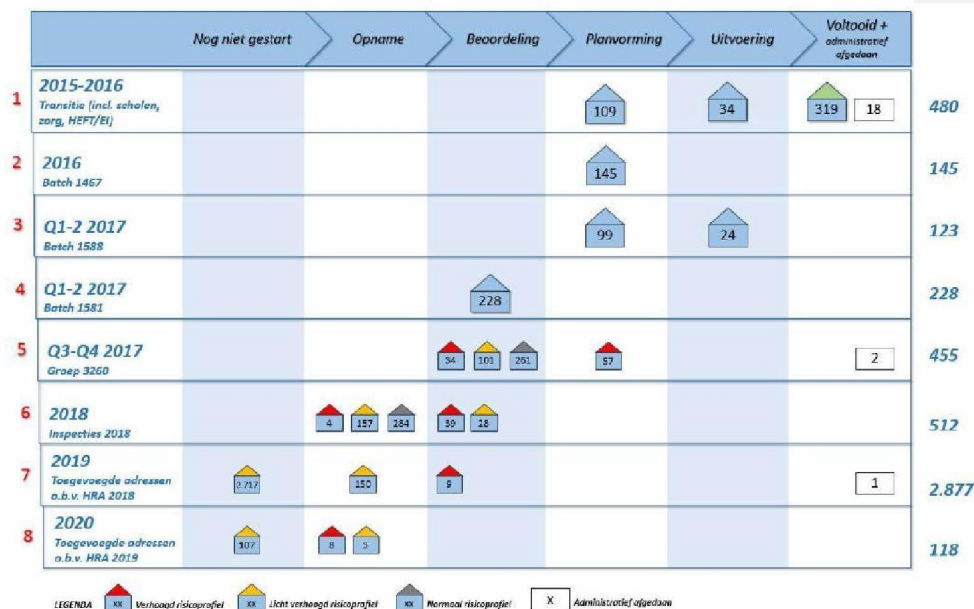 Nog niet gestart Opname Beoordeling Planvorming Uitvoering Voltooid +
administratief
afgedaan
1 2015-2016
Transitie (incl. scholen,
zorg, HEFT/EI)
109 34 319 18 480
2 2016
Batch 1467
145 145
3 Q1-2 2017
Batch 1588
99 24 123
4 Q1-2 2017
Batch 1581
228 228
5 Q3-Q4 2017
Groep 3260
34 101 261 57 2 455
6 2018
Inspecties 2018
4 157 284 39 28 512
7 2019
Toegevoegde adressen
o.b.v. HRA 2018
2.717 150 9 1 2.877
8 2020
Toegevoegde adressen
o.b.v. HRA 2019
107 8 3 118
LEGENDA xx Verhoogd risicoprofiel xx Licht verhoogd risicoprofiel xx Normaal risicoprofiel X Administratief afgedaan